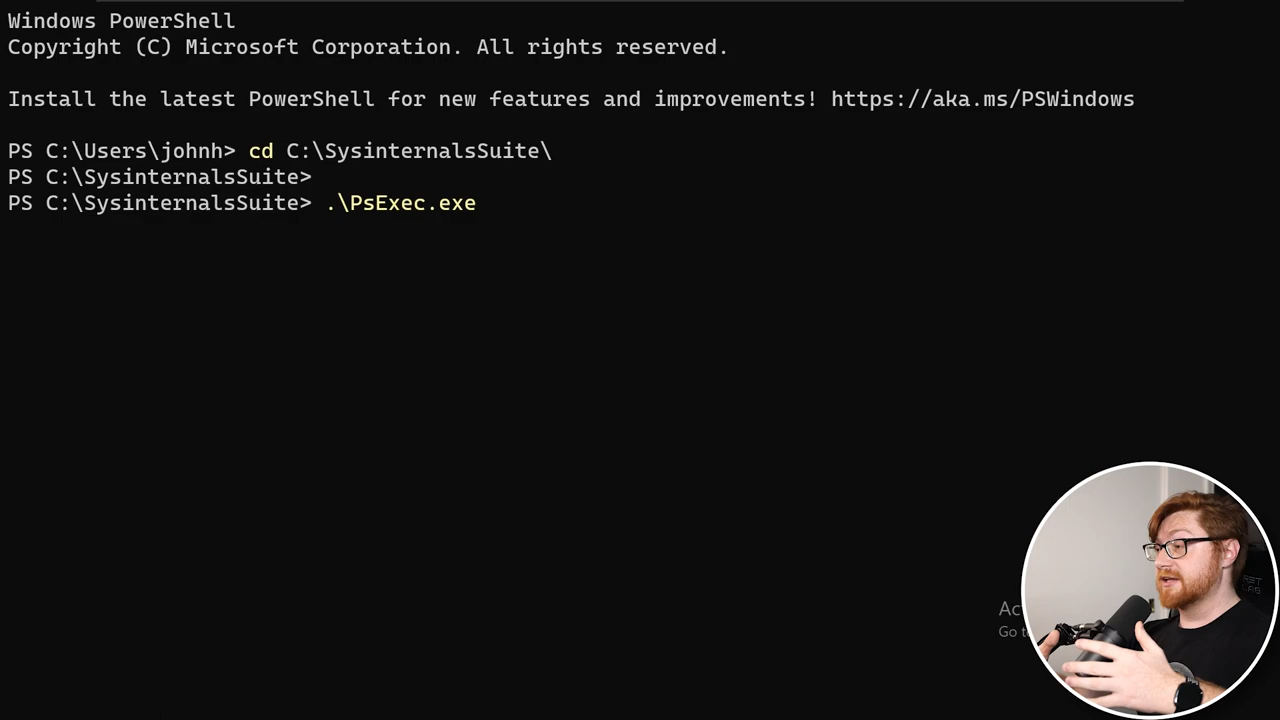 Windows PowerShell
Copyright (C) Microsoft Corporation. All rights reserved.
Install the latest PowerShell for new features and improvements! https://aka.ms/PSWindows
PS C:\Users\johnh> cd C:\SysinternalsSuite\
PS C:\SysinternalsSuite>
PS C:\SysinternalsSuite> .\PsExec.exe
Go